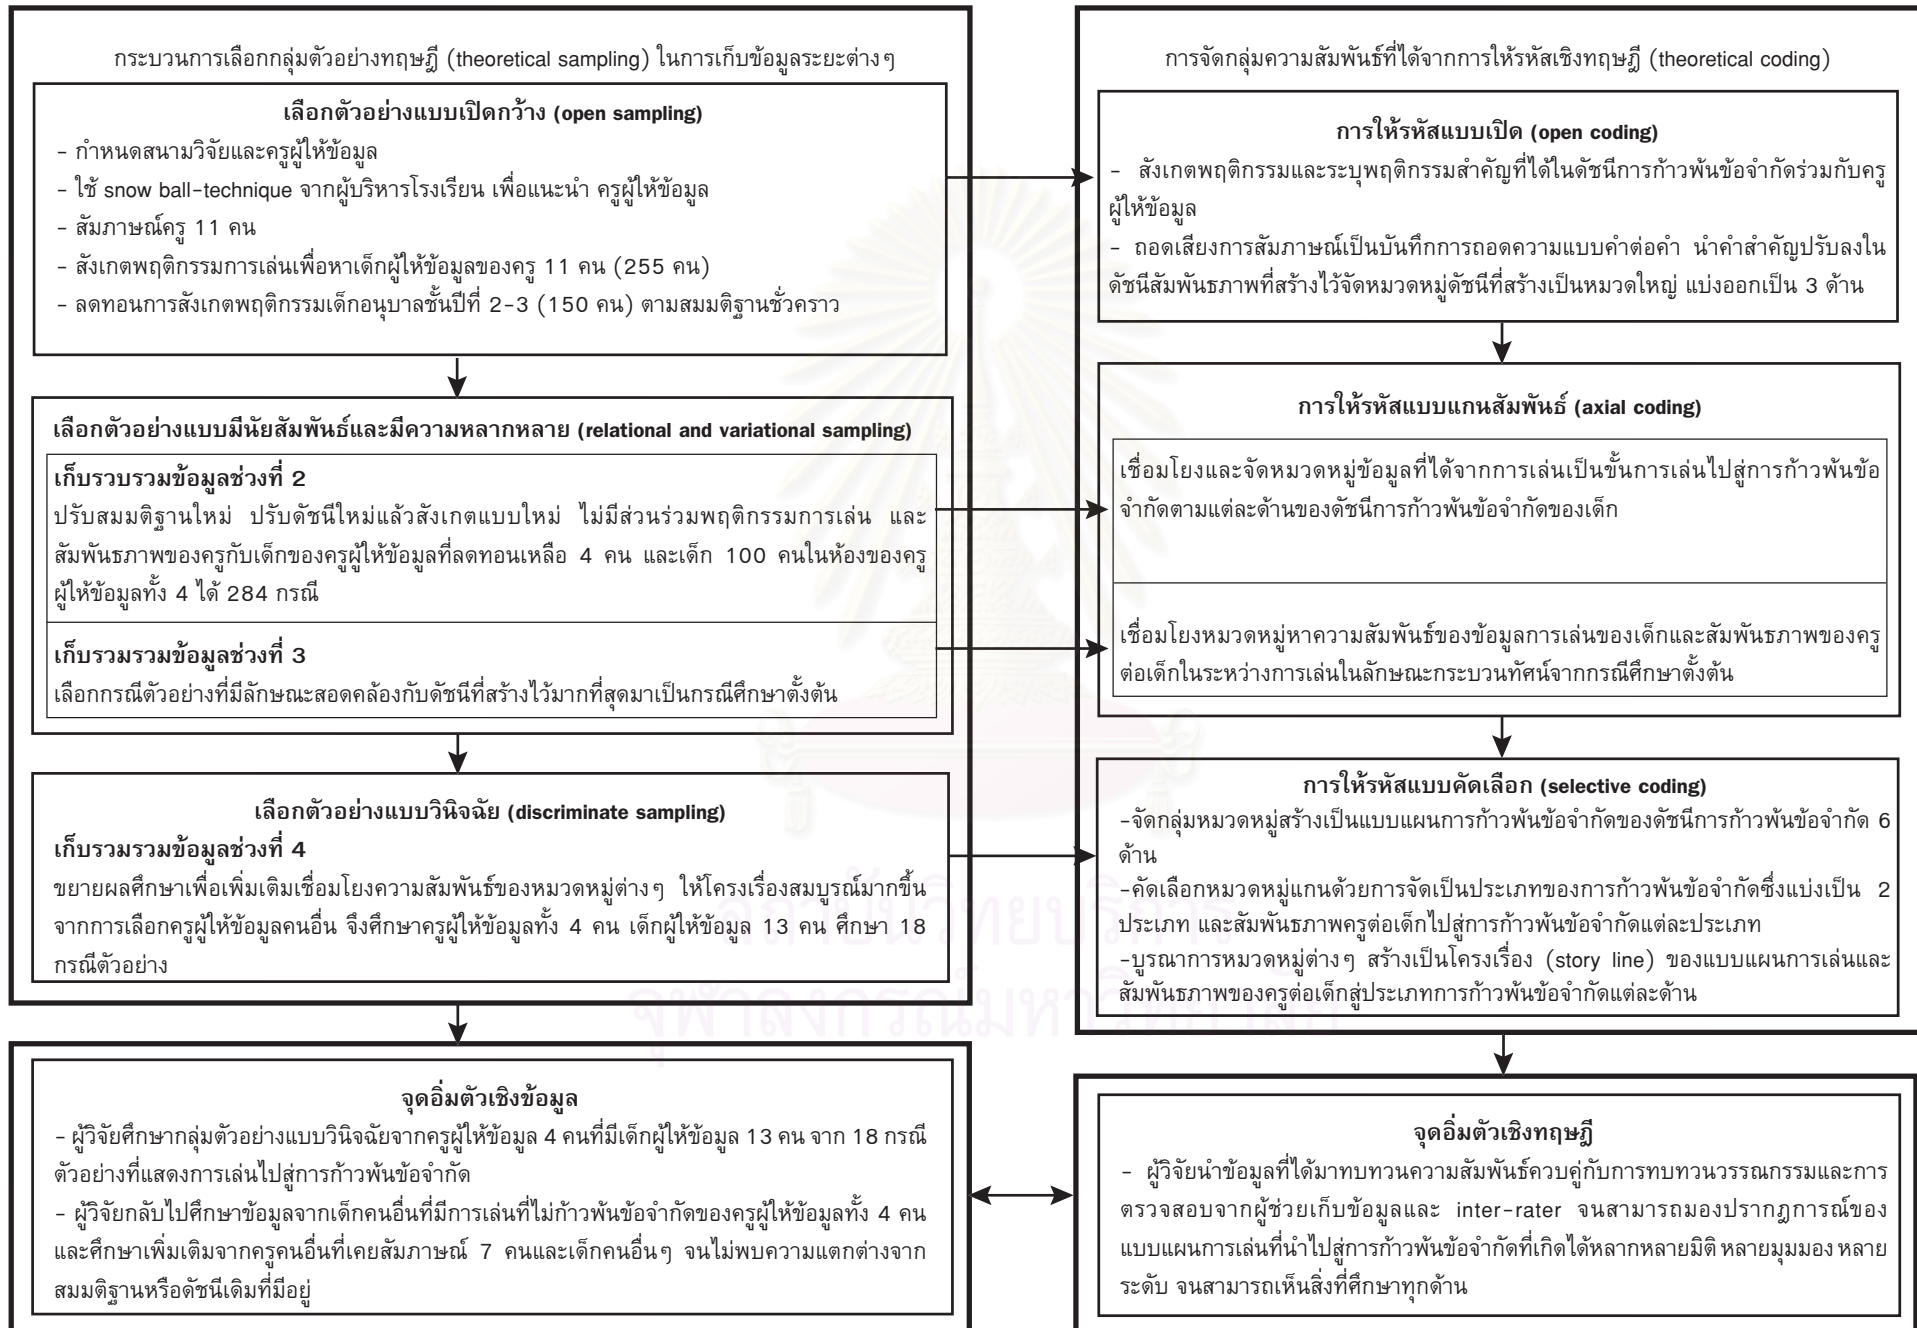 กระบวนการเลือกกลุ่มตัวอย่างทฤษฎี (theoretical sampling) ในการเก็บข้อมูลระยะต่างๆ
เลือกตัวอย่างแบบเปิดกว้าง (open sampling)
- กำหนดสนามวิจัยและครูผู้ให้ข้อมูล
- ใช้ snow ball-technique จากผู้บริหารโรงเรียน เพื่อแนะนำ ครูผู้ให้ข้อมูล
- สัมภาษณ์ครู 11 คน
- สังเกตพฤติกรรมการเล่นเพื่อหาเด็กผู้ให้ข้อมูลของครู 11 คน (255 คน)
- ลดทอนการสังเกตพฤติกรรมเด็กอนุบาลชั้นปีที่ 2-3 (150 คน) ตามสมมติฐานชั่วคราว
เลือกตัวอย่างแบบมีนัยสัมพันธ์และมีความหลากหลาย (relational and variational sampling)
เก็บรวบรวมข้อมูลช่วงที่ 2
ปรับสมมติฐานใหม่ ปรับดัชนีใหม่แล้วสังเกตแบบใหม่ ไม่มีส่วนร่วมพฤติกรรมการเล่น และ
สัมพันธภาพของครูกับเด็กของครูผู้ให้ข้อมูลที่ลดทอนเหลือ 4 คน และเด็ก 100 คนในห้องของครู
ผู้ให้ข้อมูลทั้ง 4 ได้ 284 กรณี
เก็บรวมรวมข้อมูลช่วงที่ 3
เลือกกรณีตัวอย่างที่มีลักษณะสอดคล้องกับดัชนีที่สร้างไว้มากที่สุดมาเป็นกรณีศึกษาตั้งต้น
เลือกตัวอย่างแบบวินิจฉัย (discriminate sampling)
เก็บรวมรวมข้อมูลช่วงที่ 4
ขยายผลศึกษาเพื่อเพิ่มเติมเชื่อมโยงความสัมพันธ์ของหมวดหมู่ต่างๆ ให้โครงเรื่องสมบูรณ์มากขึ้น
จากการเลือกครูผู้ให้ข้อมูลคนอื่น จึงศึกษาครูผู้ให้ข้อมูลทั้ง 4 คน เด็กผู้ให้ข้อมูล 13 คน ศึกษา 18
กรณีตัวอย่าง
จุดอิ่มตัวเชิงข้อมูล
- ผู้วิจัยศึกษากลุ่มตัวอย่างแบบวินิจฉัยจากครูผู้ให้ข้อมูล 4 คนที่มีเด็กผู้ให้ข้อมูล 13 คน จาก 18 กรณี
ตัวอย่างที่แสดงการเล่นไปสู่การก้าวพ้นข้อจำกัด
- ผู้วิจัยกลับไปศึกษาข้อมูลจากเด็กคนอื่นที่มีการเล่นที่ไม่ก้าวพ้นข้อจำกัดของครูผู้ให้ข้อมูลทั้ง 4 คน
และศึกษาเพิ่มเติมจากครูคนอื่นที่เคยสัมภาษณ์ 7 คนและเด็กคนอื่นๆ จนไม่พบความแตกต่างจาก
สมมติฐานหรือดัชนีเดิมที่มีอยู่
การจัดกลุ่มความสัมพันธ์ที่ได้จากการให้รหัสเชิงทฤษฎี (theoretical coding)
การให้รหัสแบบเปิด (open coding)
- สังเกตพฤติกรรมและระบุพฤติกรรมสำคัญที่ได้ในดัชนีการก้าวพ้นข้อจำกัดร่วมกับครู
ผู้ให้ข้อมูล
- ถอดเสียงการสัมภาษณ์เป็นบันทึกการถอดความแบบคำต่อคำ นำคำสำคัญปรับลงใน
ดัชนีสัมพันธภาพที่สร้างไว้จัดหมวดหมู่ดัชนีที่สร้างเป็นหมวดใหญ่ แบ่งออกเป็น 3 ด้าน
การให้รหัสแบบแกนสัมพันธ์ (axial coding)
เชื่อมโยงและจัดหมวดหมู่ข้อมูลที่ได้จากการเล่นเป็นขั้นการเล่นไปสู่การก้าวพ้นข้อ
จำกัดตามแต่ละด้านของดัชนีการก้าวพ้นข้อจำกัดของเด็ก
เชื่อมโยงหมวดหมู่หาความสัมพันธ์ของข้อมูลการเล่นของเด็กและสัมพันธภาพของครู
ต่อเด็กในระหว่างการเล่นในลักษณะกระบวนทัศน์จากกรณีศึกษาตั้งต้น
การให้รหัสแบบคัดเลือก (selective coding)
-จัดกลุ่มหมวดหมู่สร้างเป็นแบบแผนการก้าวพ้นข้อจำกัดของดัชนีการก้าวพ้นข้อจำกัด 6
ด้าน
-คัดเลือกหมวดหมู่แกนด้วยการจัดเป็นประเภทของการก้าวพ้นข้อจำกัดซึ่งแบ่งเป็น 2
ประเภท และสัมพันธภาพครูต่อเด็กไปสู่การก้าวพ้นข้อจำกัดแต่ละประเภท
-บูรณาการหมวดหมู่ต่างๆ สร้างเป็นโครงเรื่อง (story line) ของแบบแผนการเล่นและ
สัมพันธภาพของครูต่อเด็กสู่ประเภทการก้าวพ้นข้อจำกัดแต่ละด้าน
จุดอิ่มตัวเชิงทฤษฎี
- ผู้วิจัยนำข้อมูลที่ได้มาทบทวนความสัมพันธ์ควบคู่กับการทบทวนวรรณกรรมและการ
ตรวจสอบจากผู้ช่วยเก็บข้อมูลและ inter-rater จนสามารถมองปรากฏการณ์ของ
แบบแผนการเล่นที่นำไปสู่การก้าวพ้นข้อจำกัดที่เกิดได้หลากหลายมิติ หลายมุมมอง หลาย
ระดับ จนสามารถเห็นสิ่งที่ศึกษาทุกด้าน
สถาบันวิทยบริการ
จุฬาลงกรณ์มหาวิทยาลัย